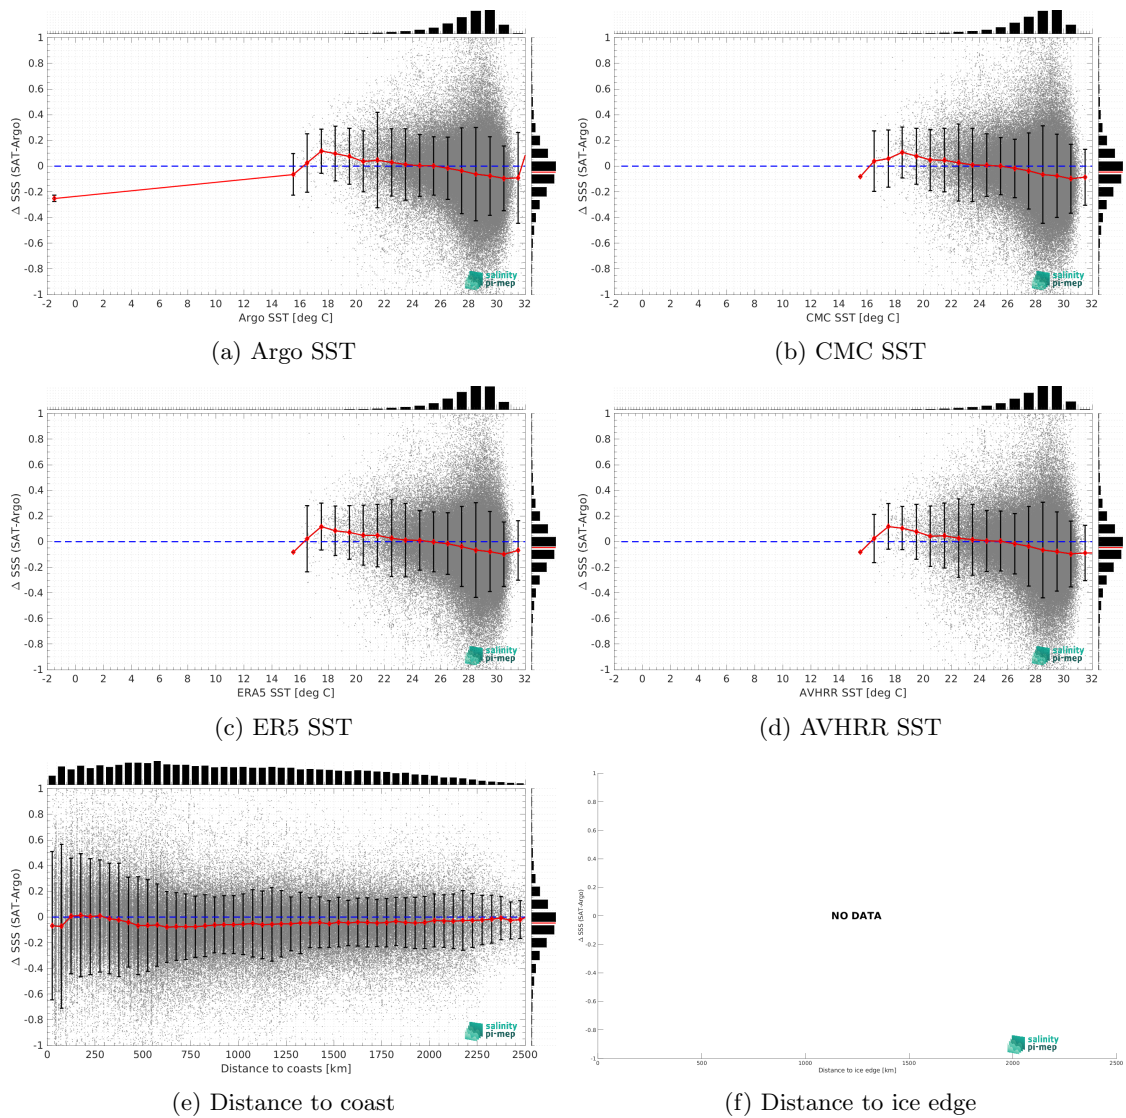 1
0.8
0.6
0.4
0.2
0
-0.2
-0.4
-0.6
-0.8
-1
Δ SSS (SAT-Argo)
salinity
pi-mep
-2 0 2 4 6 8 10 12 14 16 18 20 22 24 26 28 30 32
Argo SST [deg C]
(a) Argo SST
1
0.8
0.6
0.4
0.2
0
-0.2
-0.4
-0.6
-0.8
-1
Δ SSS (SAT-Argo)
salinity
pi-mep
-2 0 2 4 6 8 10 12 14 16 18 20 22 24 26 28 30 32
CMC SST [deg C]
(b) CMC SST
1
0.8
0.6
0.4
0.2
0
-0.2
-0.4
-0.6
-0.8
-1
Δ SSS (SAT-Argo)
salinity
pi-mep
-2 0 2 4 6 8 10 12 14 16 18 20 22 24 26 28 30 32
ERA5 SST [deg C]
(c) ER5 SST
1
0.8
0.6
0.4
0.2
0
-0.2
-0.4
-0.6
-0.8
-1
Δ SSS (SAT-Argo)
salinity
pi-mep
-2 0 2 4 6 8 10 12 14 16 18 20 22 24 26 28 30 32
AVHRR SST [deg C]
(d) AVHRR SST
1
0.8
0.6
0.4
0.2
0
-0.2
-0.4
-0.6
-0.8
-1
Δ SSS (SAT-Argo)
salinity
pi-mep
0 250 500 750 1000 1250 1500 1750 2000 2250 2500
Distance to coasts [km]
(e) Distance to coast
1
0.8
0.6
0.4
0.2
0
-0.2
-0.4
-0.6
-0.8
-1
Δ SSS (SAT-Argo)
NO DATA
salinity
pi-mep
0 500 1000 1500 2000 2500
Distance to ice edge [km]
(f) Distance to ice edge